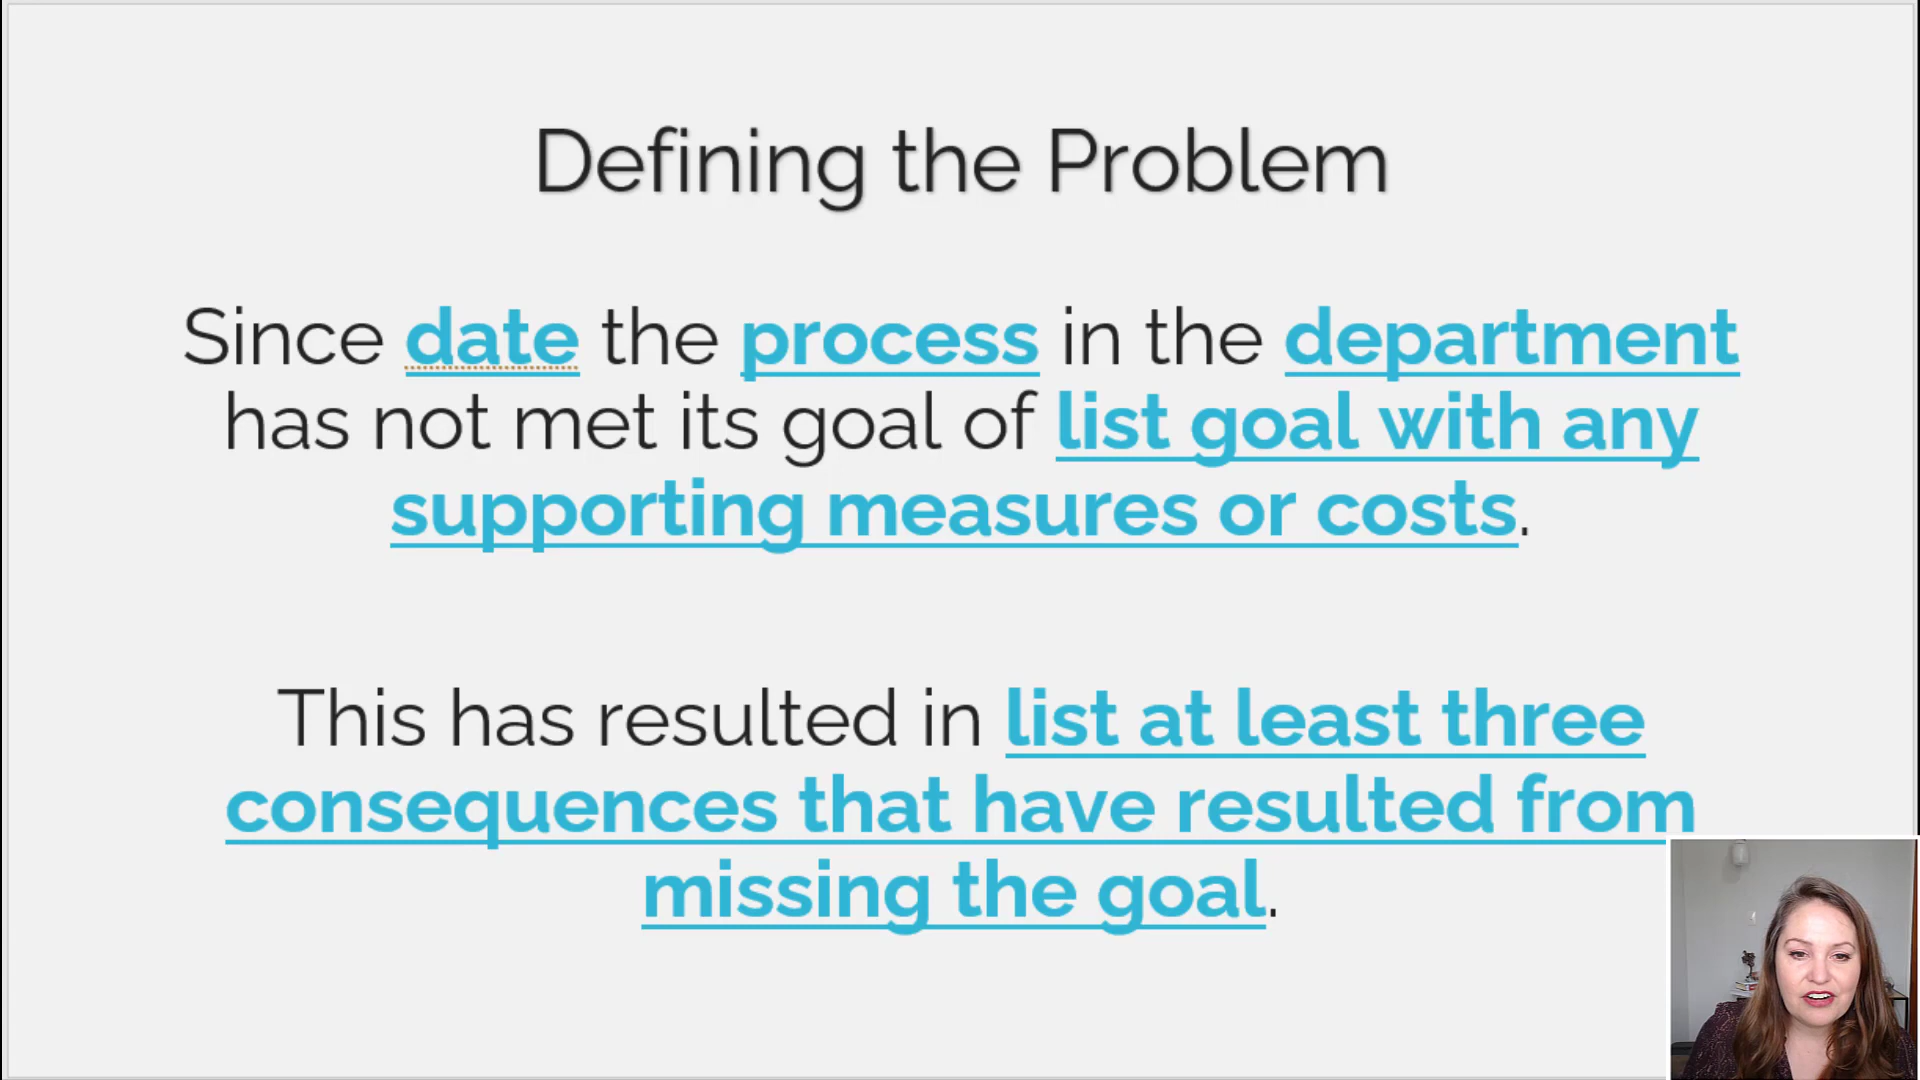 Defining the Problem
Since date the process in the department
has not met its goal of list goal with any
supporting measures or costs.
This has resulted in list at least three
consequences that have resulted from
missing the goal.